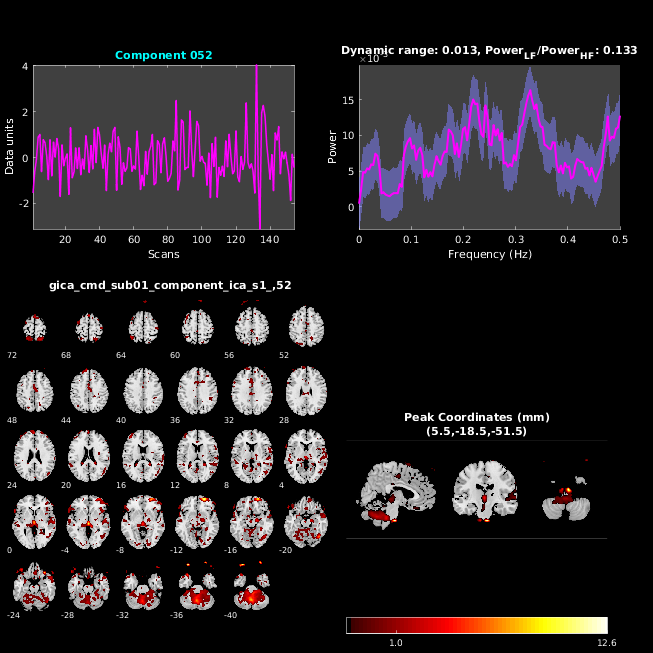 Component 052
Data units
4
2
0
-2
20 40 60 80 100 120 140
Scans
Dynamic range: 0.013, Power_LF/Power_HF: 0.133
Power
15
10
5
0
0 0.1 0.2 0.3 0.4 0.5
Frequency (Hz)
gica_cmd_sub01_component_ica_s1_,52
72 68 64 60 56 52
48 44 40 36 32 28
24 20 16 12 8 4
0 -4 -8 -12 -16 -20
-24 -28 -32 -36 -40
Peak Coordinates (mm)
(5.5,-18.5,-51.5)
1.0 12.6